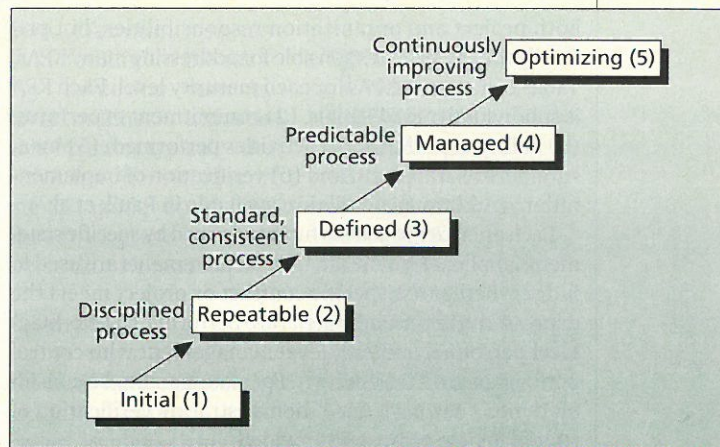 Continuously
improving
process
Optimizing (5)
Predictable
process
Managed (4)
Standard,
consistent
process
Defined (3)
Disciplined
process
Repeatable (2)
Initial (1)